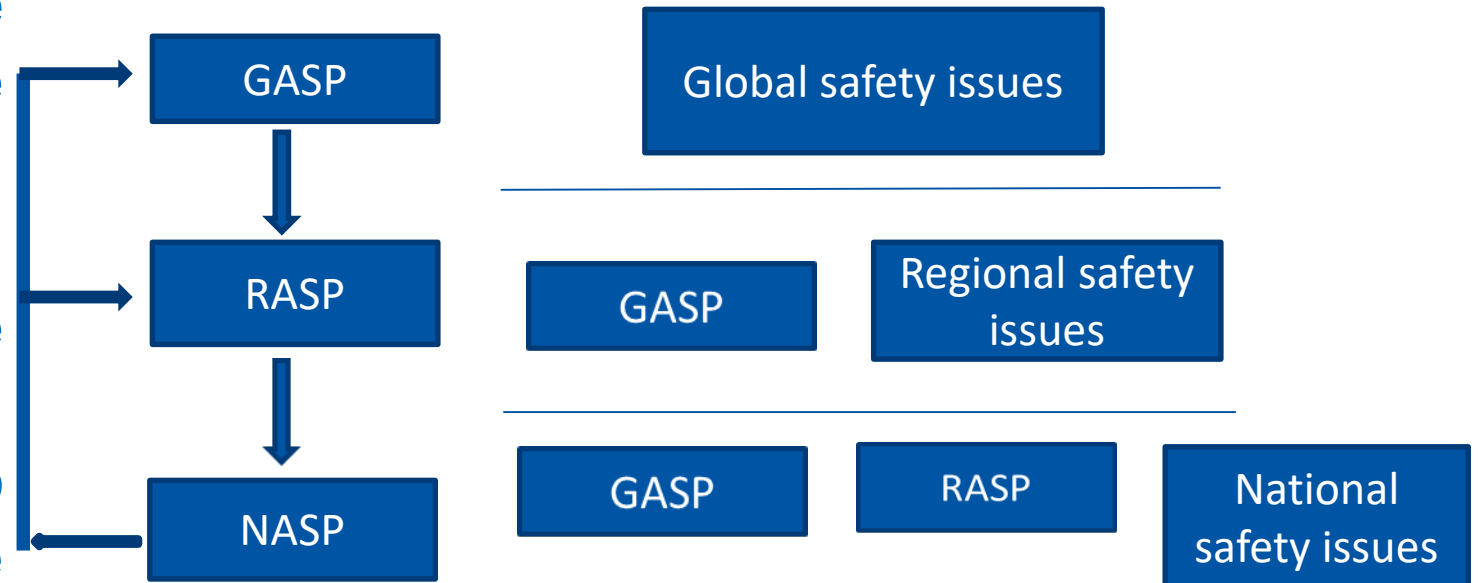 GASP
Global safety issues
RASP
GASP
Regional safety
issues
NASP
GASP
RASP
National
safety issues